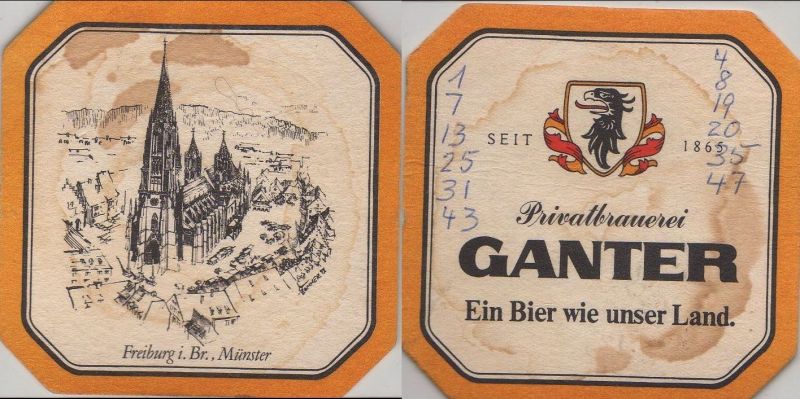 Freiburg i. Br., Münster
1
7
13
25
31
43
4
8
19
20
35
47
SEIT 1865
Privatbrauerei
GANTER
Ein Bier wie unser Land.